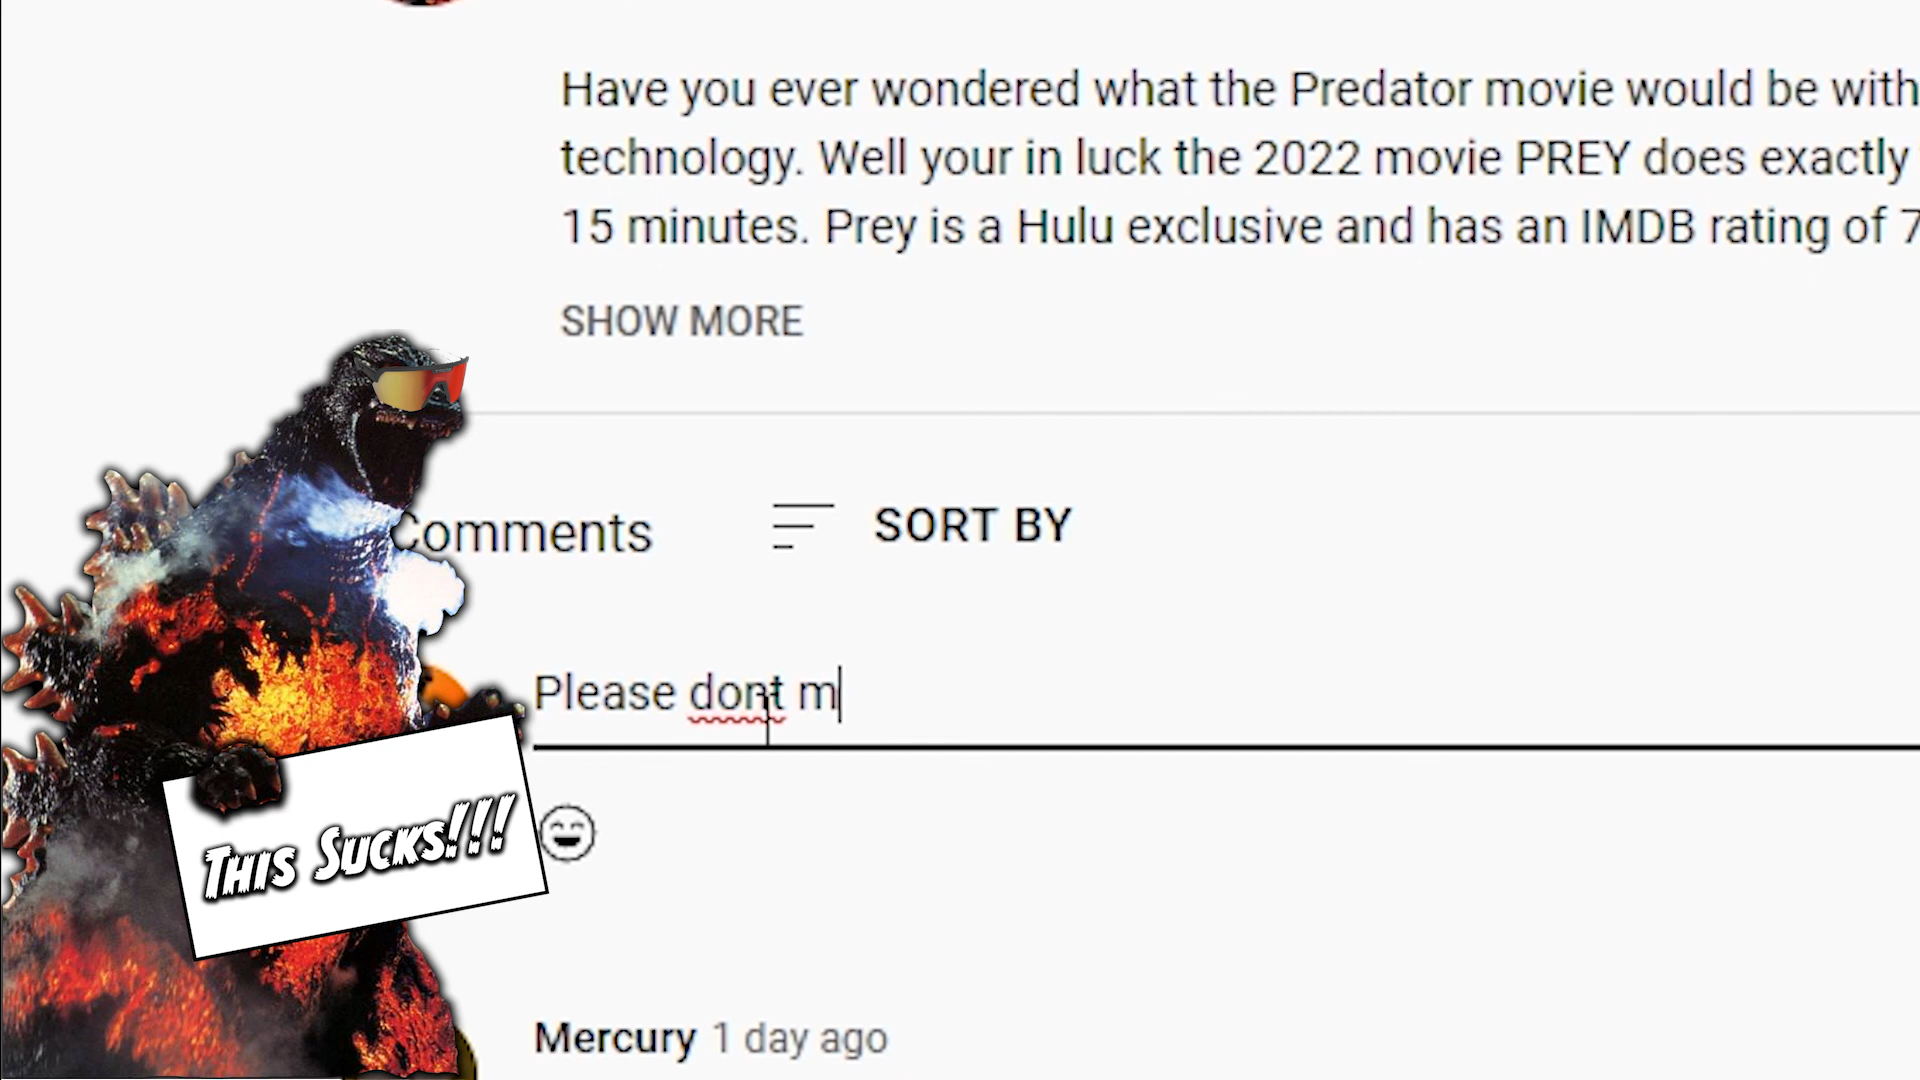 Have you ever wondered what the Predator movie would be with
technology. Well your in luck the 2022 movie PREY does exactly
15 minutes. Prey is a Hulu exclusive and has an IMDB rating of 7
SHOW MORE
Comments
SORT BY
Please dont m
This Sucks!!!
Mercury 1 day ago